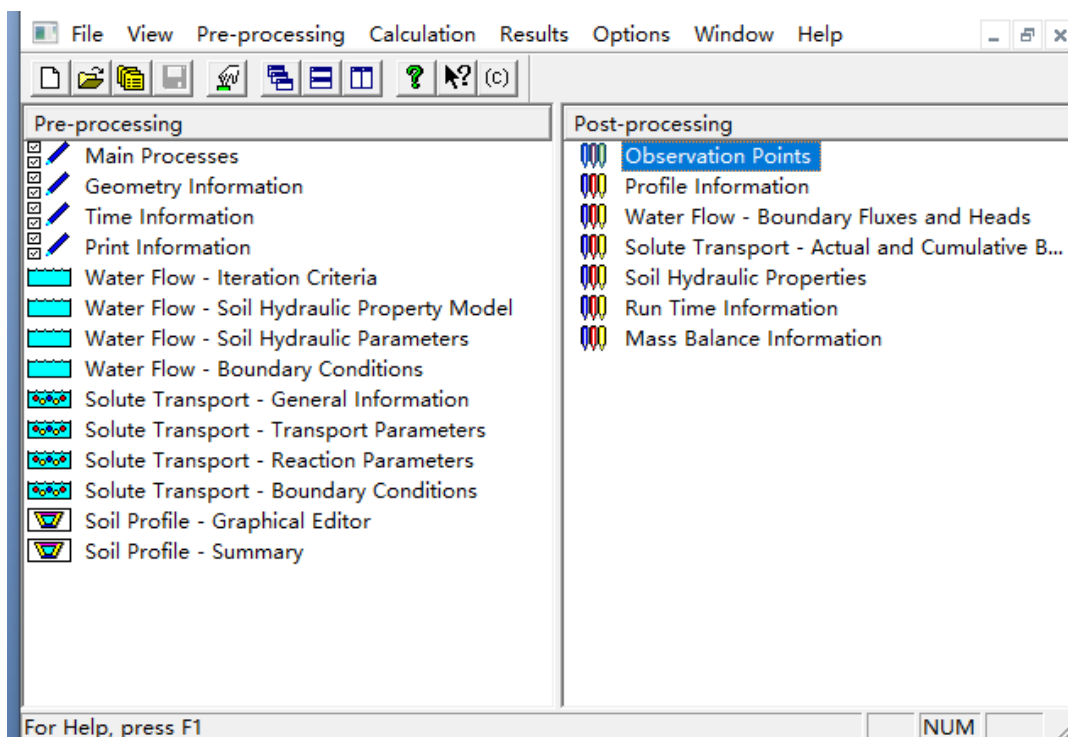 File View Pre-processing Calculation Results Options Window Help
? ? (c)
Pre-processing
Main Processes
Geometry Information
Time Information
Print Information
Water Flow - Iteration Criteria
Water Flow - Soil Hydraulic Property Model
Water Flow - Soil Hydraulic Parameters
Water Flow - Boundary Conditions
Solute Transport - General Information
Solute Transport - Transport Parameters
Solute Transport - Reaction Parameters
Solute Transport - Boundary Conditions
Soil Profile - Graphical Editor
Soil Profile - Summary
Post-processing
Observation Points
Profile Information
Water Flow - Boundary Fluxes and Heads
Solute Transport - Actual and Cumulative B...
Soil Hydraulic Properties
Run Time Information
Mass Balance Information
For Help, press F1
NUM